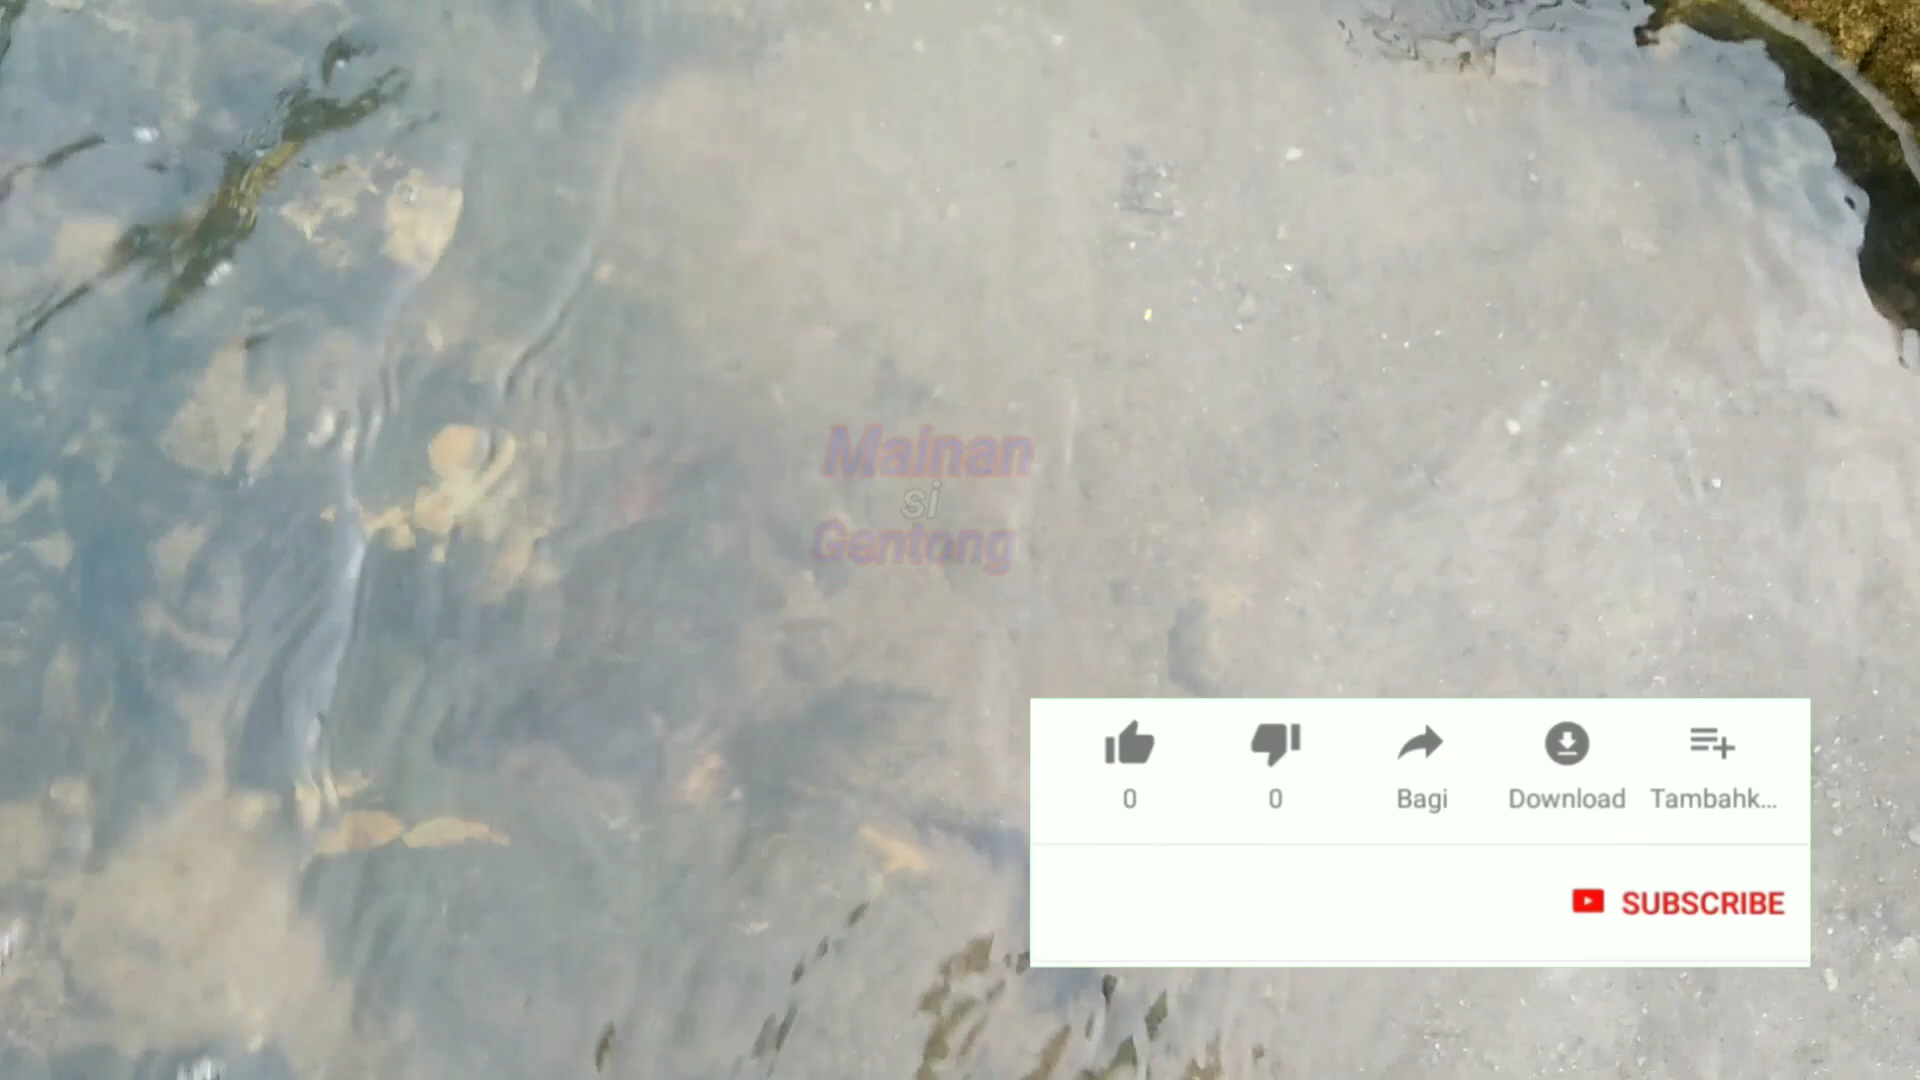 Mainan
si
Gentong
0 0 Bagi Download Tambahk...
SUBSCRIBE